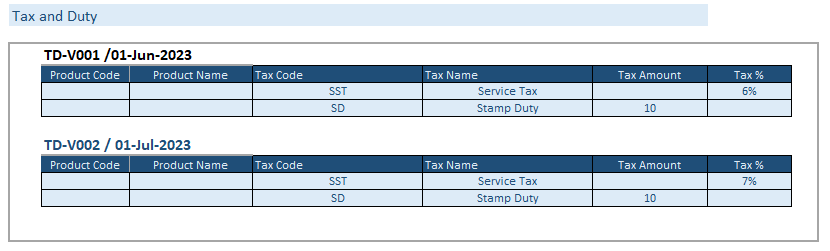 Tax and Duty
TD-V001 /01-Jun-2023
Product Code Product Name Tax Code Tax Name Tax Amount Tax %
SST Service Tax 6%
SD Stamp Duty 10
TD-V002 / 01-Jul-2023
Product Code Product Name Tax Code Tax Name Tax Amount Tax %
SST Service Tax 7%
SD Stamp Duty 10